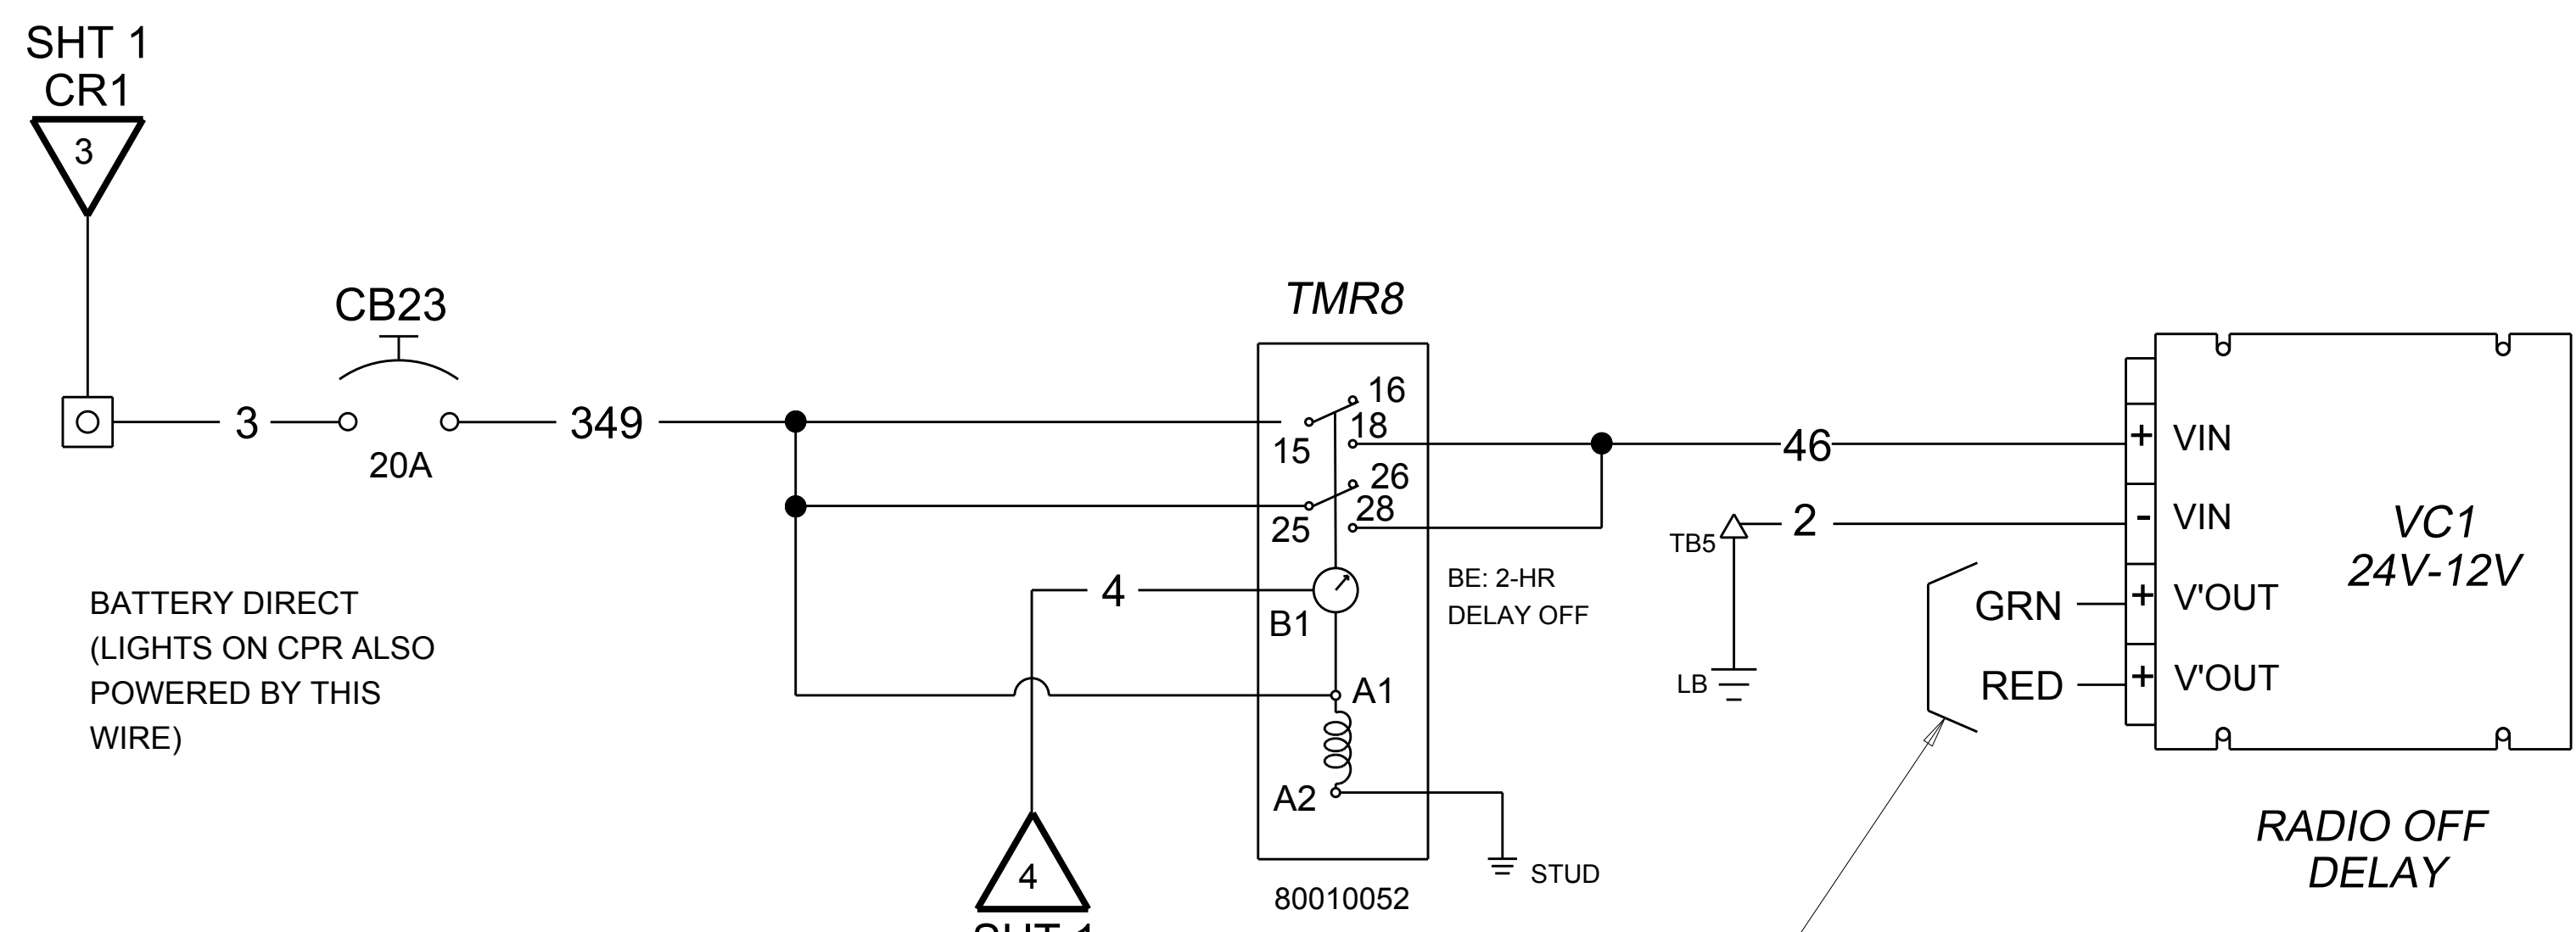 SHT 1
CR1
3
CB23
3
20A
349
TMR8
16
18
15
26
28
25
4
B1
A1
A2
BE: 2-HR
DELAY OFF
80010052
STUD
BATTERY DIRECT
(LIGHTS ON CPR ALSO
POWERED BY THIS
WIRE)
4
SHT 1
46
TB5
2
LB
GRN
RED
+ VIN
- VIN
+ V'OUT
+ V'OUT
VC1
24V-12V
RADIO OFF
DELAY